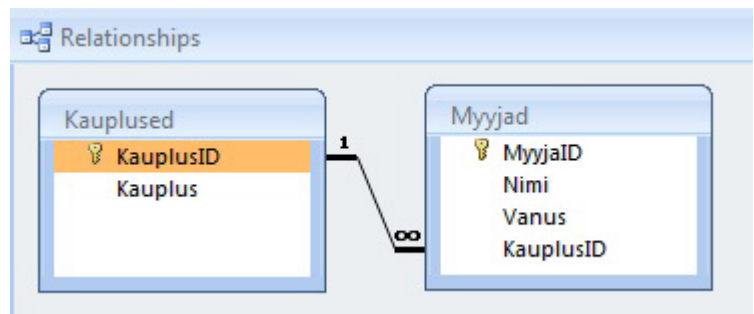 Relationships
Kauplused
KauplusID
Kauplus
1
∞
Myyjad
MyyjaID
Nimi
Vanus
KauplusID